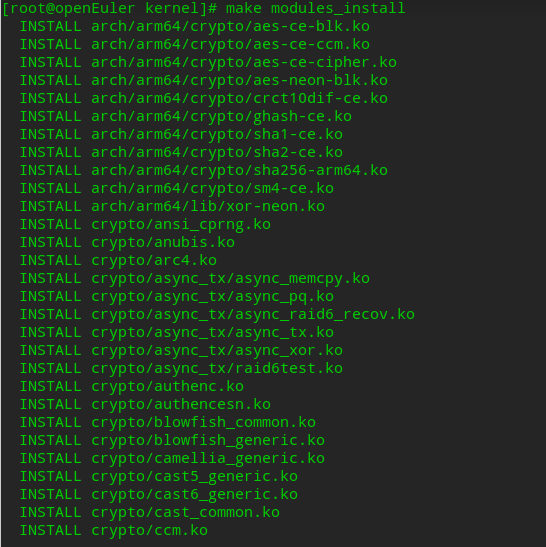 [root@openEuler kernel]# make modules_install
INSTALL arch/arm64/crypto/aes-ce-blk.ko
INSTALL arch/arm64/crypto/aes-ce-ccm.ko
INSTALL arch/arm64/crypto/aes-ce-cipher.ko
INSTALL arch/arm64/crypto/aes-neon-blk.ko
INSTALL arch/arm64/crypto/crct10dif-ce.ko
INSTALL arch/arm64/crypto/ghash-ce.ko
INSTALL arch/arm64/crypto/sha1-ce.ko
INSTALL arch/arm64/crypto/sha2-ce.ko
INSTALL arch/arm64/crypto/sha256-arm64.ko
INSTALL arch/arm64/crypto/sm4-ce.ko
INSTALL arch/arm64/lib/xor-neon.ko
INSTALL crypto/ansi_cprng.ko
INSTALL crypto/anubis.ko
INSTALL crypto/arc4.ko
INSTALL crypto/async_tx/async_memcpy.ko
INSTALL crypto/async_tx/async_pq.ko
INSTALL crypto/async_tx/async_raid6_recov.ko
INSTALL crypto/async_tx/async_tx.ko
INSTALL crypto/async_tx/async_xor.ko
INSTALL crypto/async_tx/raid6test.ko
INSTALL crypto/authenc.ko
INSTALL crypto/authencesn.ko
INSTALL crypto/blowfish_common.ko
INSTALL crypto/blowfish_generic.ko
INSTALL crypto/camellia_generic.ko
INSTALL crypto/cast5_generic.ko
INSTALL crypto/cast6_generic.ko
INSTALL crypto/cast_common.ko
INSTALL crypto/ccm.ko